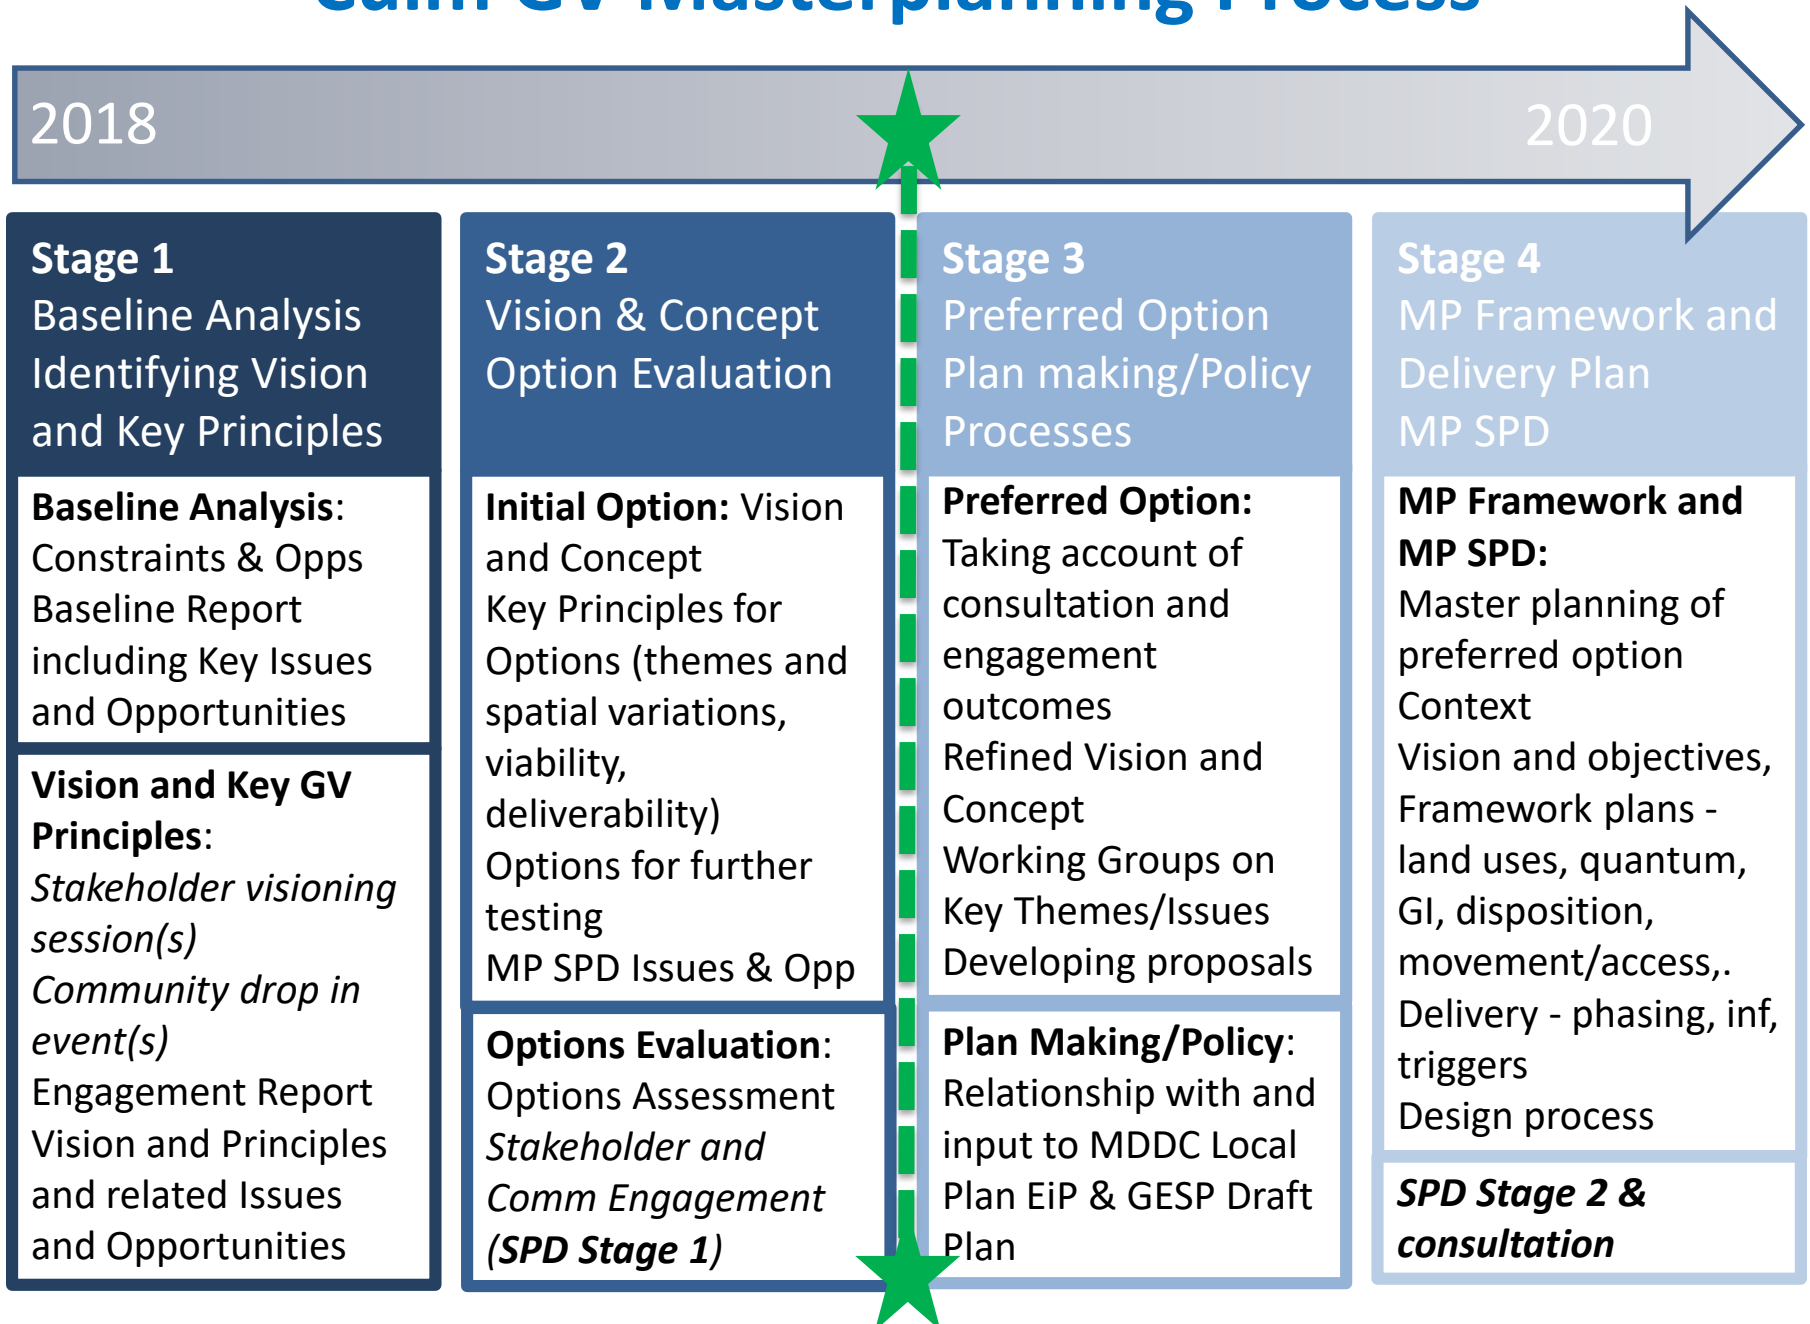 Culm GV Masterplanning Process
2018
2020
Stage 1
Baseline Analysis
Identifying Vision
and Key Principles
Baseline Analysis:
Constraints & Opps
Baseline Report
including Key Issues
and Opportunities
Vision and Key GV
Principles:
Stakeholder visioning
session(s)
Community drop in
event(s)
Engagement Report
Vision and Principles
and related Issues
and Opportunities
Stage 2
Vision & Concept
Option Evaluation
Initial Option: Vision
and Concept
Key Principles for
Options (themes and
spatial variations,
viability,
deliverability)
Options for further
testing
MP SPD Issues & Opp
Options Evaluation:
Options Assessment
Stakeholder and
Comm Engagement
(SPD Stage 1)
Stage 3
Preferred Option
Plan making/Policy
Processes
Preferred Option:
Taking account of
consultation and
engagement
outcomes
Refined Vision and
Concept
Working Groups on
Key Themes/Issues
Developing proposals
Plan Making/Policy:
Relationship with and
input to MDDC Local
Plan EiP & GESP Draft
Plan
Stage 4
MP Framework and
Delivery Plan
MP SPD
MP Framework and
MP SPD:
Master planning of
preferred option
Context
Vision and objectives,
Framework plans -
land uses, quantum,
GI, disposition,
movement/access,.
Delivery - phasing, inf,
triggers
Design process
SPD Stage 2 &
consultation